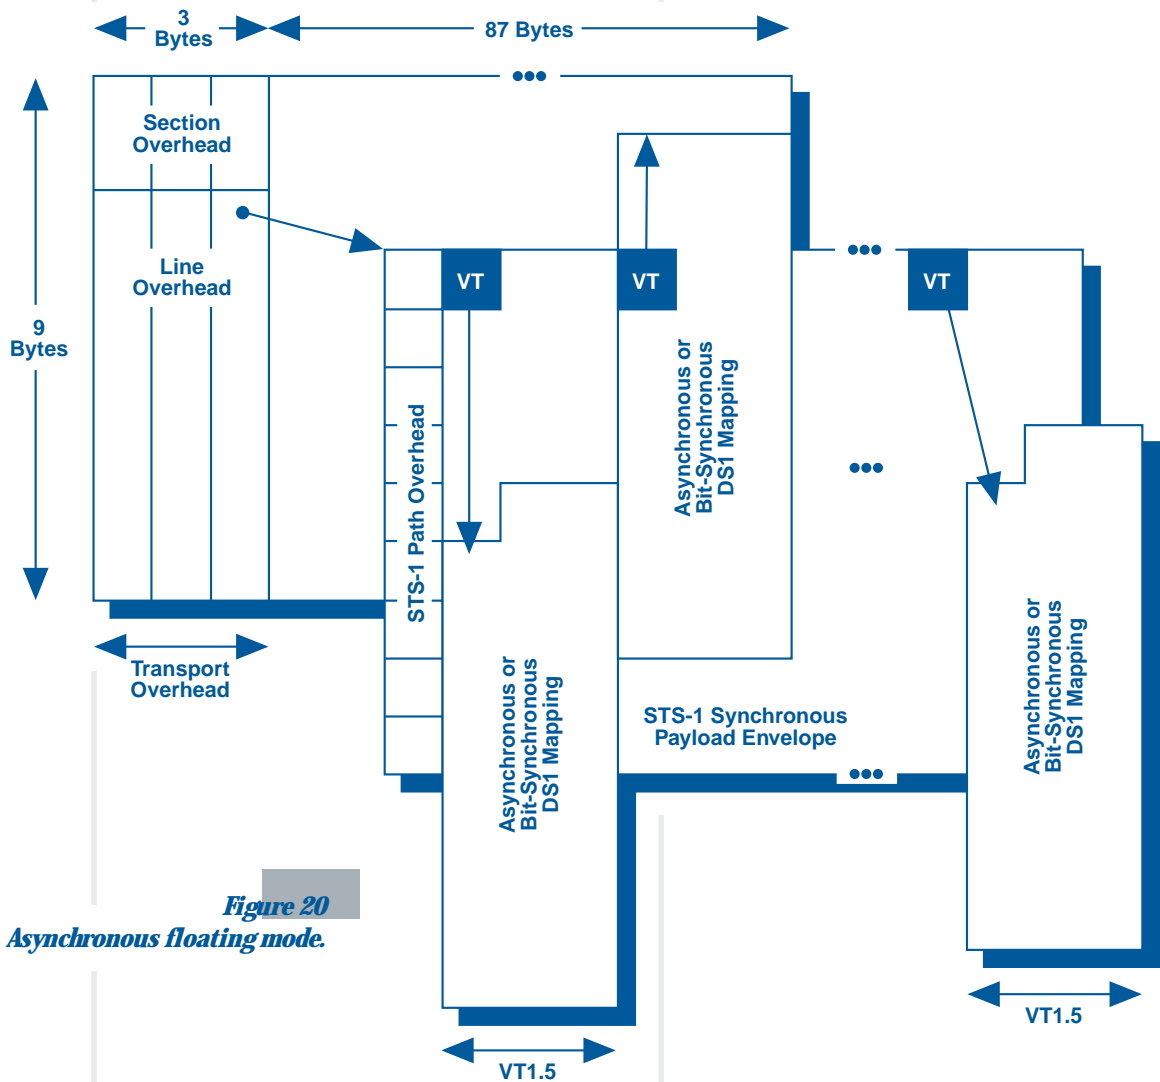 3
Bytes
87 Bytes
Section
Overhead
Line
Overhead
9
Bytes
VT
VT
VT
STS-1 Path Overhead
Asynchronous or
Bit-Synchronous
DS1 Mapping
Asynchronous or
Bit-Synchronous
DS1 Mapping
Asynchronous or
Bit-Synchronous
DS1 Mapping
Transport
Overhead
STS-1 Synchronous
Payload Envelope
Figure 20
Asynchronous floating mode.
VT1.5
VT1.5